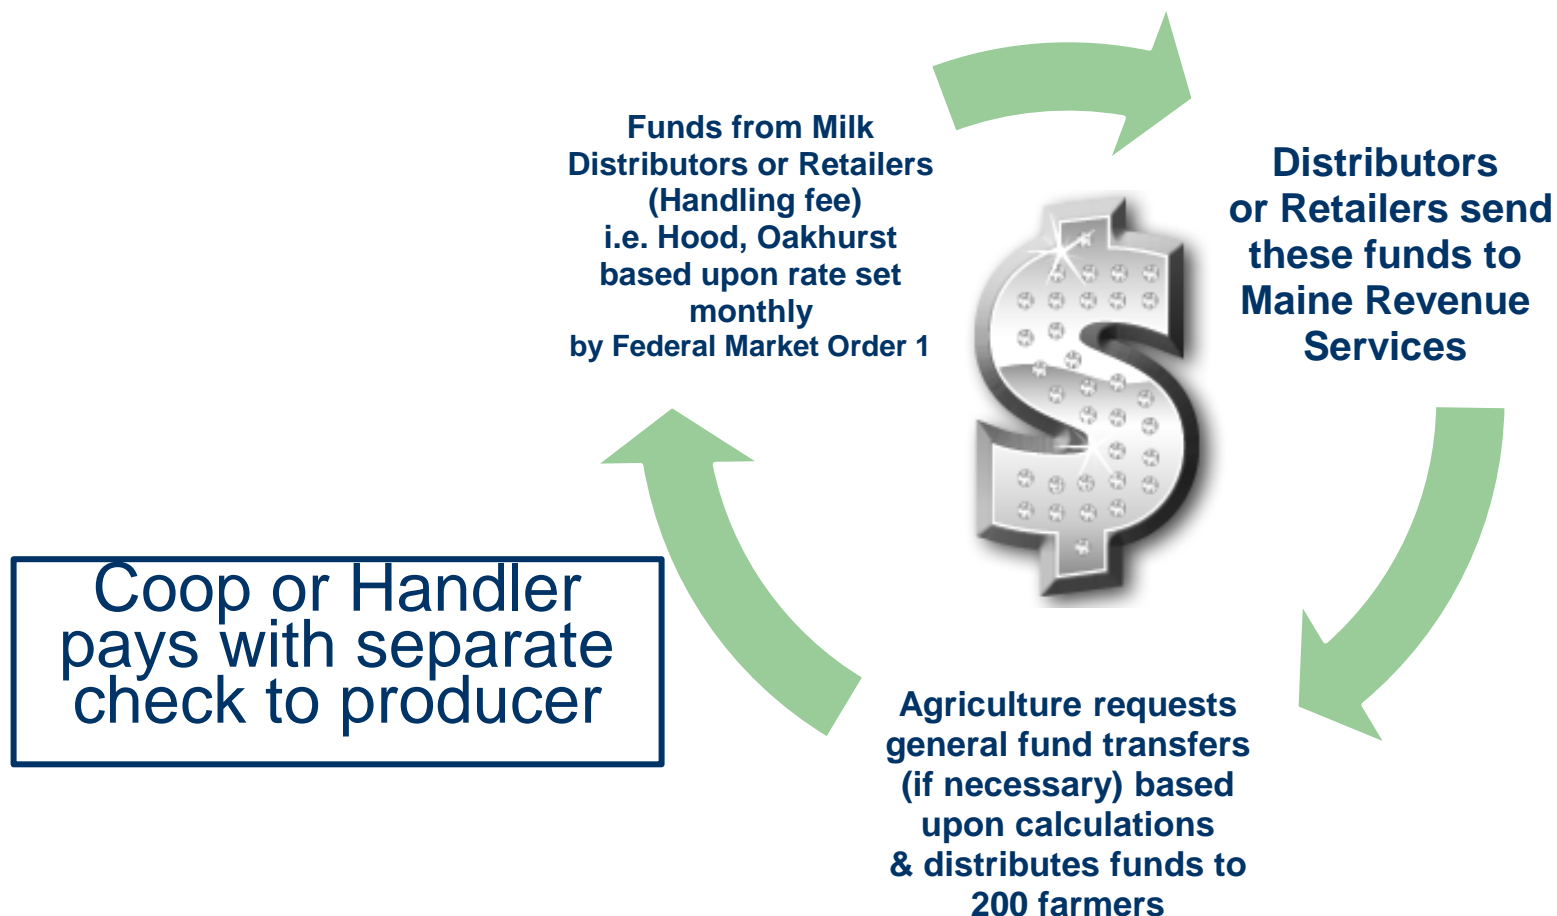 Funds from Milk
Distributors or Retailers
(Handling fee)
i.e. Hood, Oakhurst
based upon rate set
monthly
by Federal Market Order 1
Distributors
or Retailers send
these funds to
Maine Revenue
Services
Agriculture requests
general fund transfers
(if necessary) based
upon calculations
& distributes funds to
200 farmers
Coop or Handler
pays with separate
check to producer